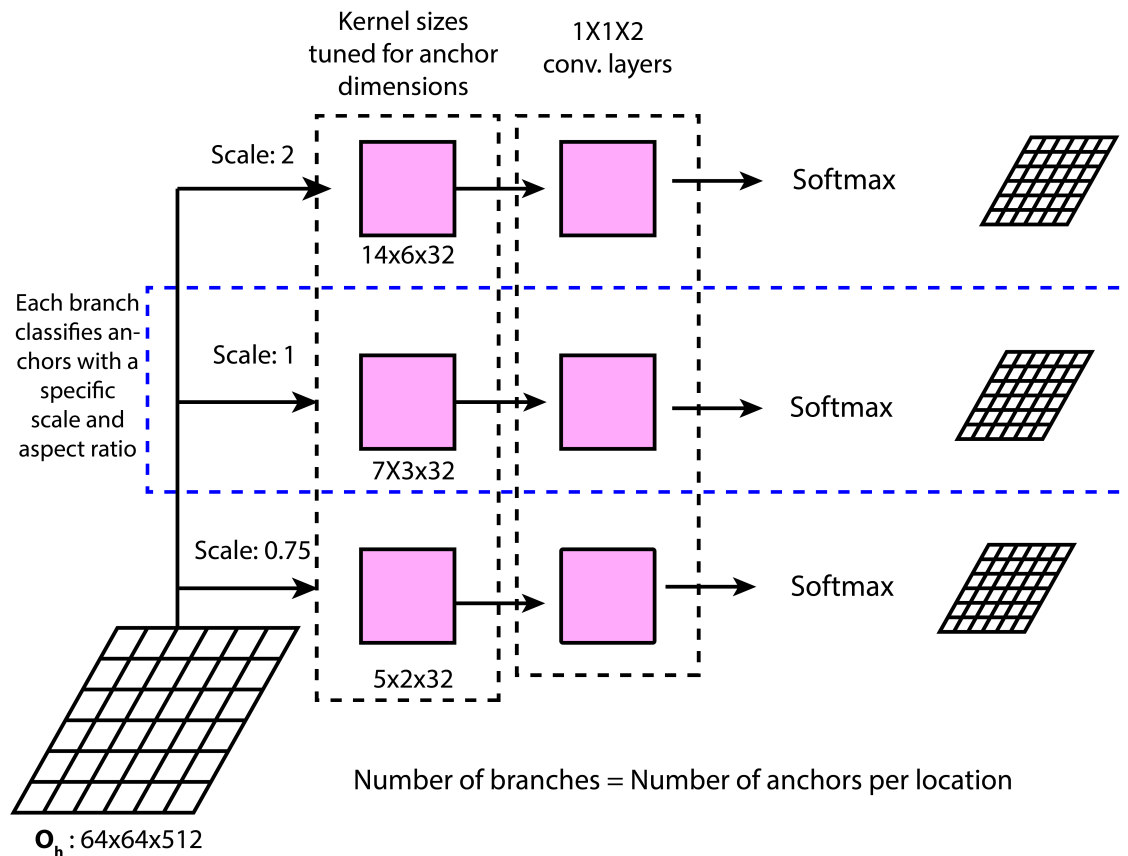 Kernel sizes
tuned for anchor
dimensions
1X1X2
conv. layers
Scale: 2
14x6x32
Softmax
Each branch
classifies an-
chors with a
specific
scale and
aspect ratio
Scale: 1
7X3x32
Softmax
Scale: 0.75
5x2x32
Softmax
Number of branches = Number of anchors per location
Oh : 64x64x512